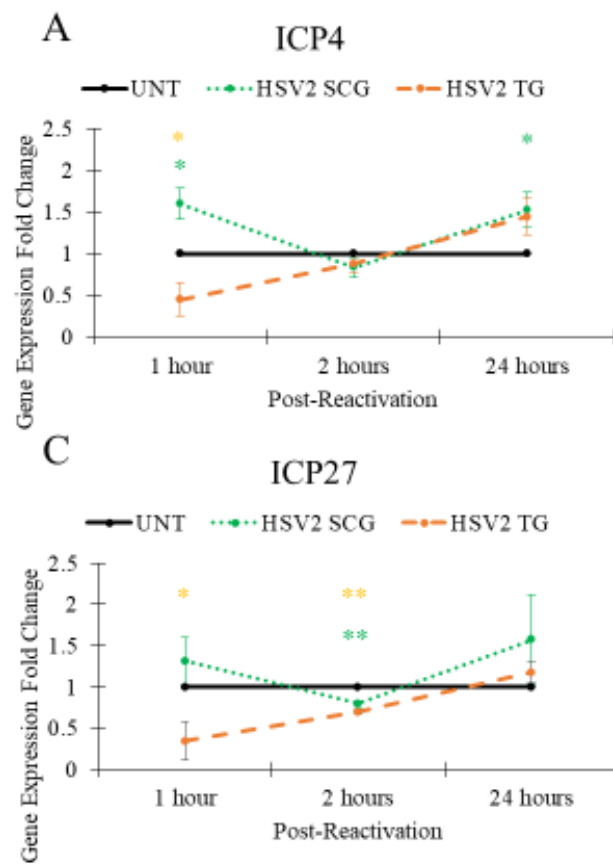 A
ICP4
UNT HSV2 SCG HSV2 TG
Gene Expression Fold Change
2.5
* *
2
*
1.5
1
0.5
0
1 hour 2 hours 24 hours
Post-Reactivation
C
ICP27
UNT HSV2 SCG HSV2 TG
Gene Expression Fold Change
2.5
* **
2
**
1.5
1
0.5
0
1 hour 2 hours 24 hours
Post-Reactivation